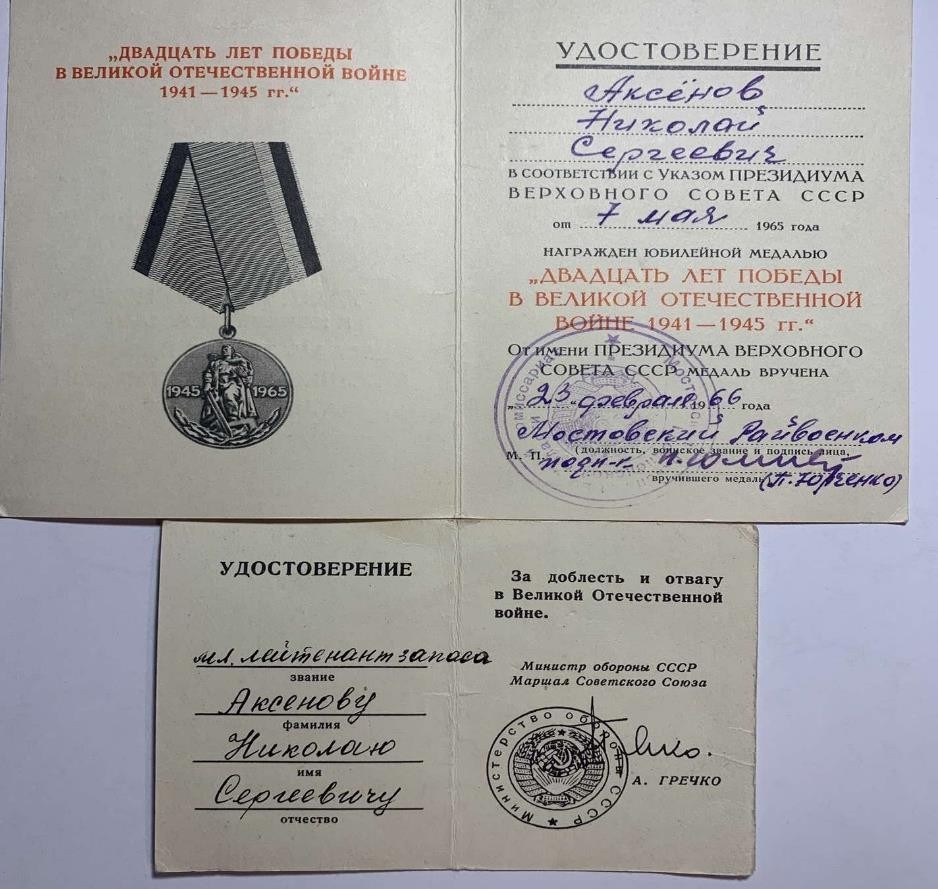 „ДВАДЦАТЬ ЛЕТ ПОБЕДЫ
В ВЕЛИКОЙ ОТЕЧЕСТВЕННОЙ ВОЙНЕ
1941 — 1945 гг.“
1945 1965
УДОСТОВЕРЕНИЕ
Аксёнов
Николай
Сергеевич
В СООТВЕТСТВИИ С УКАЗОМ ПРЕЗИДИУМА
ВЕРХОВНОГО СОВЕТА СССР
от 7 мая 1965 года
НАГРАЖДЕН ЮБИЛЕЙНОЙ МЕДАЛЬЮ
„ДВАДЦАТЬ ЛЕТ ПОБЕДЫ
В ВЕЛИКОЙ ОТЕЧЕСТВЕННОЙ
ВОЙНЕ 1941 — 1945 гг.“
От имени ПРЕЗИДИУМА ВЕРХОВНОГО
СОВЕТА СССР МЕДАЛЬ ВРУЧЕНА
„23“ февраля 1966 года
Мостовский Райвоенком
(должность, воинское звание и подпись лица,
М. П. подп-к
вручившего медаль) (П. Юрченко)
УДОСТОВЕРЕНИЕ
мл. лейтенант запаса
звание
Аксенову
фамилия
Николаю
имя
Сергеевичу
отчество
За доблесть и отвагу
в Великой Отечественной
войне.
Министр обороны СССР
Маршал Советского Союза
Министерство обороны СССР
А. ГРЕЧКО